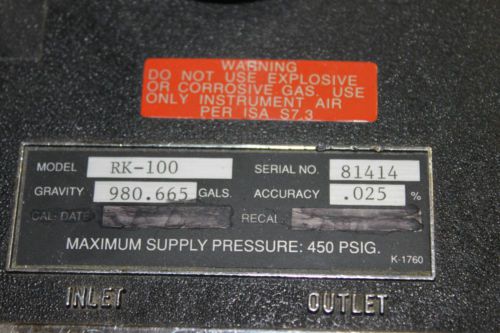 WARNING
DO NOT USE EXPLOSIVE
OR CORROSIVE GAS. USE
ONLY INSTRUMENT AIR
PER ISA S7.3
MODEL RK-100 SERIAL NO. 81414
GRAVITY 980.665 GALS. ACCURACY .025 %
CAL-DATE RECAL
MAXIMUM SUPPLY PRESSURE: 450 PSIG.
K-1760
INLET OUTLET